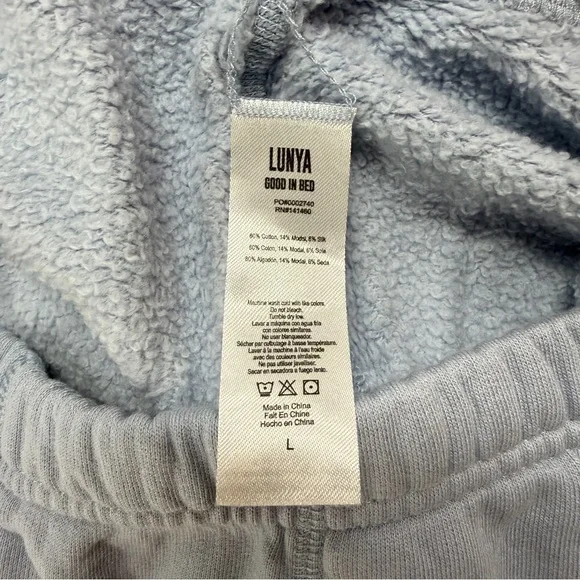 LUNYA
GOOD IN BED
PO#0002740
RN#141460
80% Cotton, 14% Modal, 6% Silk
80% Coton, 14% Modal, 6% Soie
80% Algodón, 14% Modal, 6% Seda
Machine wash cold with like colors.
Do not bleach.
Tumble dry low.
Lavar a máquina con agua fría
con colores similares.
No usar blanqueador.
Sécher par culbutage à basse température.
Laver à la machine à l'eau froide
avec des couleurs similaires.
Ne pas utiliser javelliser.
Secar en secadora a fuego lento.
Made in China
Fait En Chine
Hecho en China
L